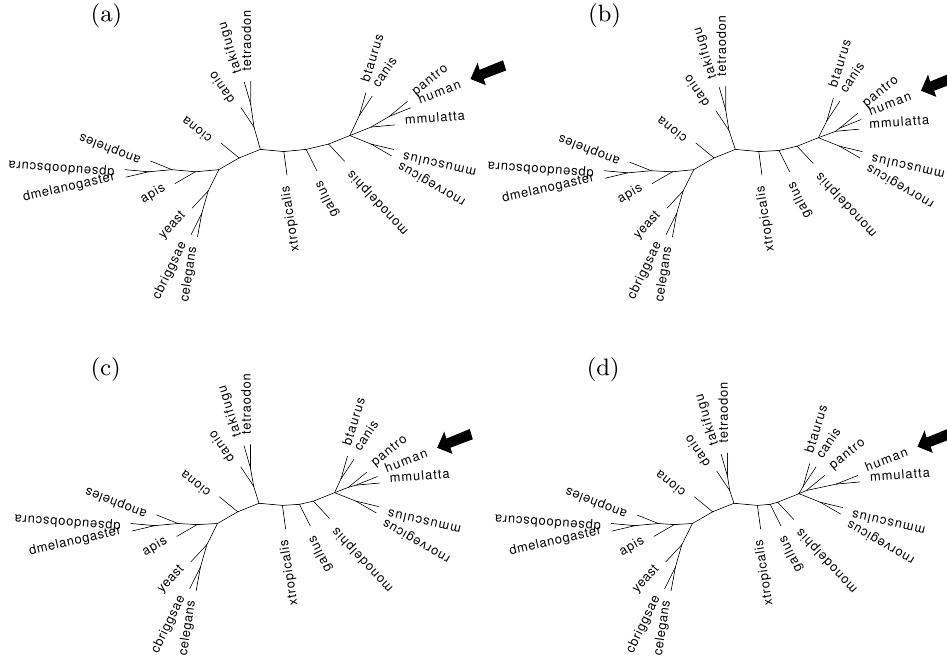 (a)
tetraodon
takifugu
danio
ciona
anopheles
dpseudoobscura
dmelanogaster
apis
yeast
cbriggsae
celegans
xtropicalis
gallus
monodelphis
rnorvegicus
mmusculus
mmulatta
human
pantro
canis
btaurus
(b)
tetraodon
takifugu
danio
ciona
anopheles
dpseudoobscura
dmelanogaster
apis
yeast
cbriggsae
celegans
xtropicalis
gallus
monodelphis
rnorvegicus
mmusculus
mmulatta
human
pantro
canis
btaurus
(c)
tetraodon
takifugu
danio
ciona
anopheles
dpseudoobscura
dmelanogaster
apis
yeast
cbriggsae
celegans
xtropicalis
gallus
monodelphis
rnorvegicus
mmusculus
mmulatta
human
pantro
canis
btaurus
(d)
tetraodon
takifugu
danio
ciona
anopheles
dpseudoobscura
dmelanogaster
apis
yeast
cbriggsae
celegans
xtropicalis
gallus
monodelphis
rnorvegicus
mmusculus
mmulatta
human
pantro
canis
btaurus